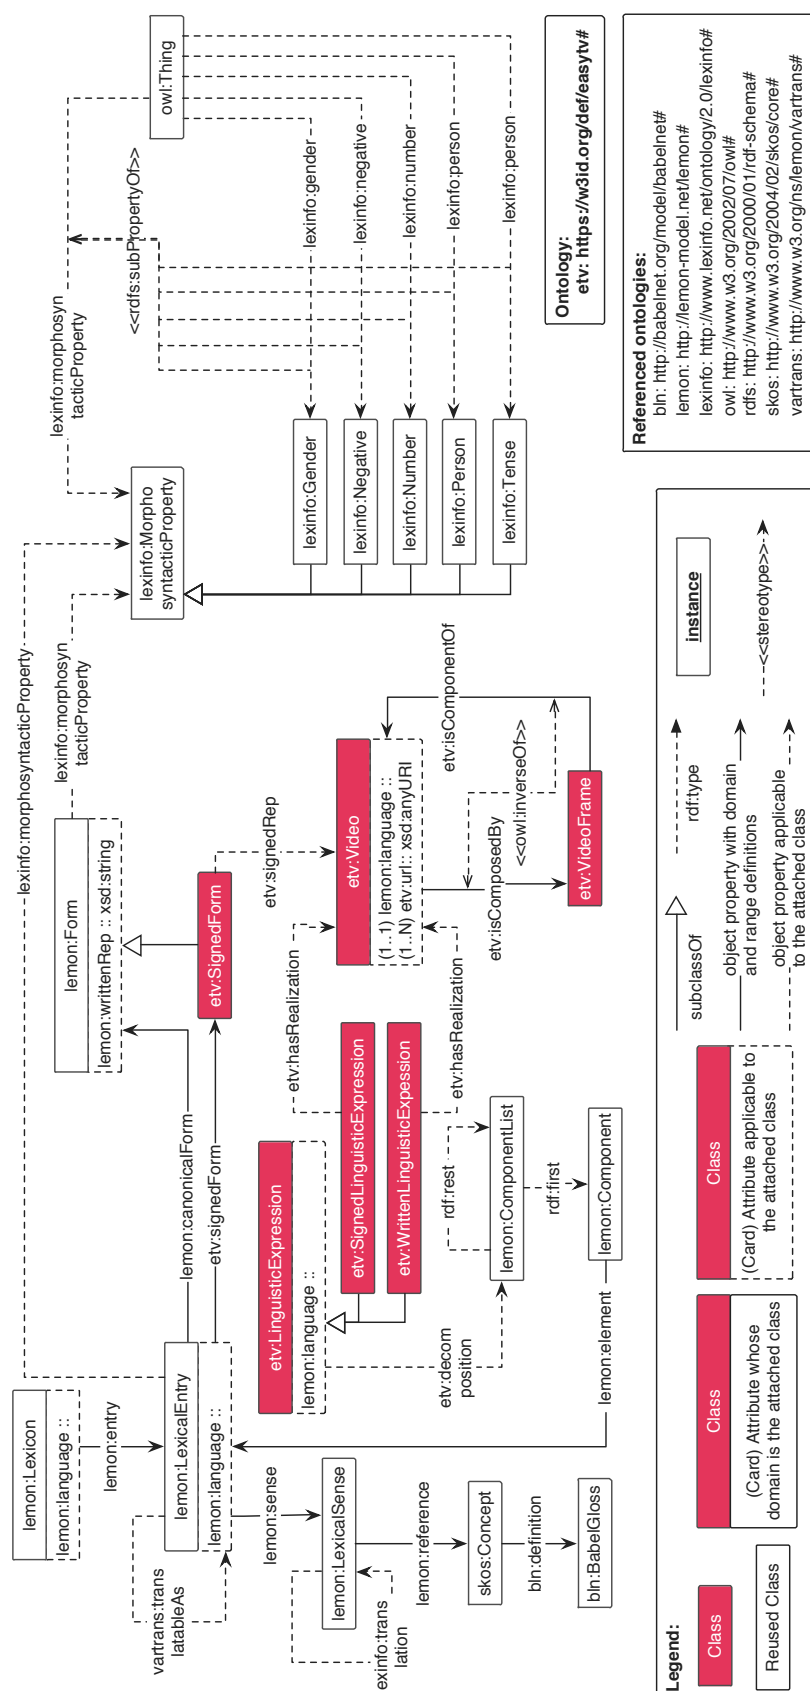 lemon:Lexicon
lemon:language ::
lemon:entry
vartrans:trans
latableAs
lemon:LexicalEntry
lemon:language ::
lexinfo:morphosyntacticProperty
lemon:canonicalForm
etv:signedForm
lemon:Form
lemon:writtenRep :: xsd:string
etv:SignedForm
lexinfo:morphosyn
tacticProperty
lexinfo:Morpho
syntacticProperty
lexinfo:morphosyn
tacticProperty
<<rdfs:subPropertyOf>>
owl:Thing
lexinfo:gender
lexinfo:negative
lexinfo:number
lexinfo:person
lexinfo:person
lexinfo:Gender
lexinfo:Negative
lexinfo:Number
lexinfo:Person
lexinfo:Tense
lemon:sense
lemon:LexicalSense
exinfo:trans
lation
lemon:reference
skos:Concept
bln:definition
bln:BabelGloss
etv:LinguisticExpression
lemon:language ::
etv:SignedLinguisticExpression
etv:WrittenLinguisticExpession
etv:hasRealization
etv:hasRealization
etv:signedRep
etv:Video
(1..1) lemon:language ::
(1..N) etv:url:: xsd:anyURI
etv:isComposedBy
<<owl:inverseOf>>
etv:isComponentOf
etv:VideoFrame
etv:decom
position
rdf:rest
lemon:ComponentList
rdf:first
lemon:Component
lemon:element
Ontology:
etv: https://w3id.org/def/easytv#
Referenced ontologies:
bln: http://babelnet.org/model/babelnet#
lemon: http://lemon-model.net/lemon#
lexinfo: http://www.lexinfo.net/ontology/2.0/lexinfo#
owl: http://www.w3.org/2002/07/owl#
rdfs: http://www.w3.org/2000/01/rdf-schema#
skos: http://www.w3.org/2004/02/skos/core#
vartrans: http://www.w3.org/ns/lemon/vartrans#
Legend:
Class
Reused Class
Class
(Card) Attribute whose
domain is the attached class
Class
(Card) Attribute applicable to
the attached class
subclassOf
rdf:type
instance
object property with domain
and range definitions
object property applicable
to the attached class
<<stereotype>>